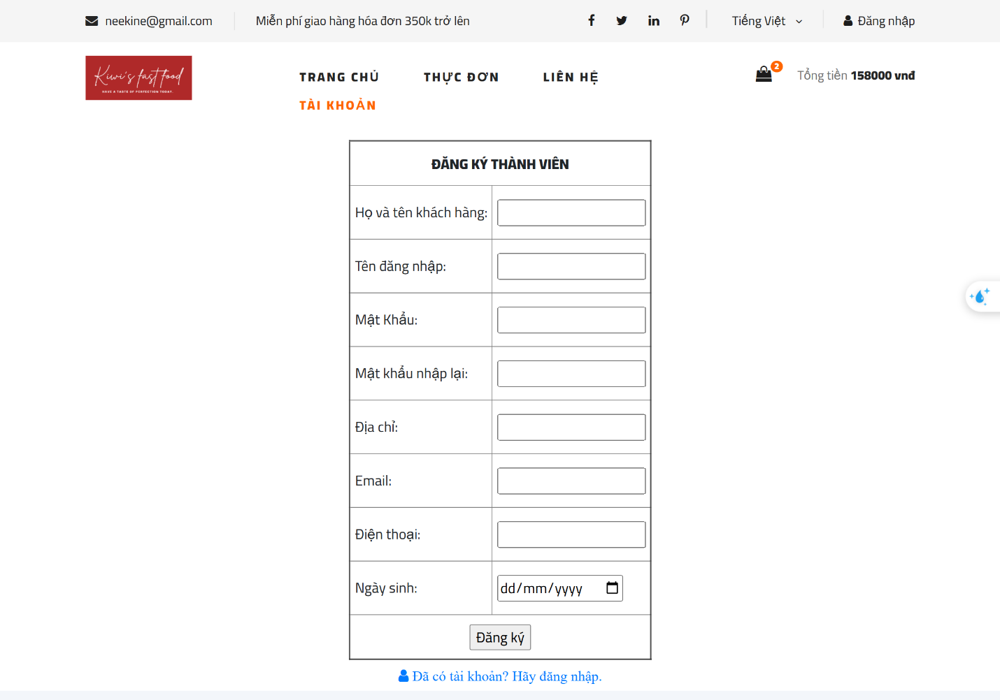 neekine@gmail.com
Miễn phí giao hàng hóa đơn 350k trở lên
Tiếng Việt
Đăng nhập
Kiwi's fast food
HAVE A TASTE OF PERFECTION TODAY.
TRANG CHỦ
THỰC ĐƠN
LIÊN HỆ
TÀI KHOẢN
2
Tổng tiền 158000 vnđ
ĐĂNG KÝ THÀNH VIÊN
Họ và tên khách hàng:
Tên đăng nhập:
Mật Khẩu:
Mật khẩu nhập lại:
Địa chỉ:
Email:
Điện thoại:
Ngày sinh:
dd/mm/yyyy
Đăng ký
Đã có tài khoản? Hãy đăng nhập.